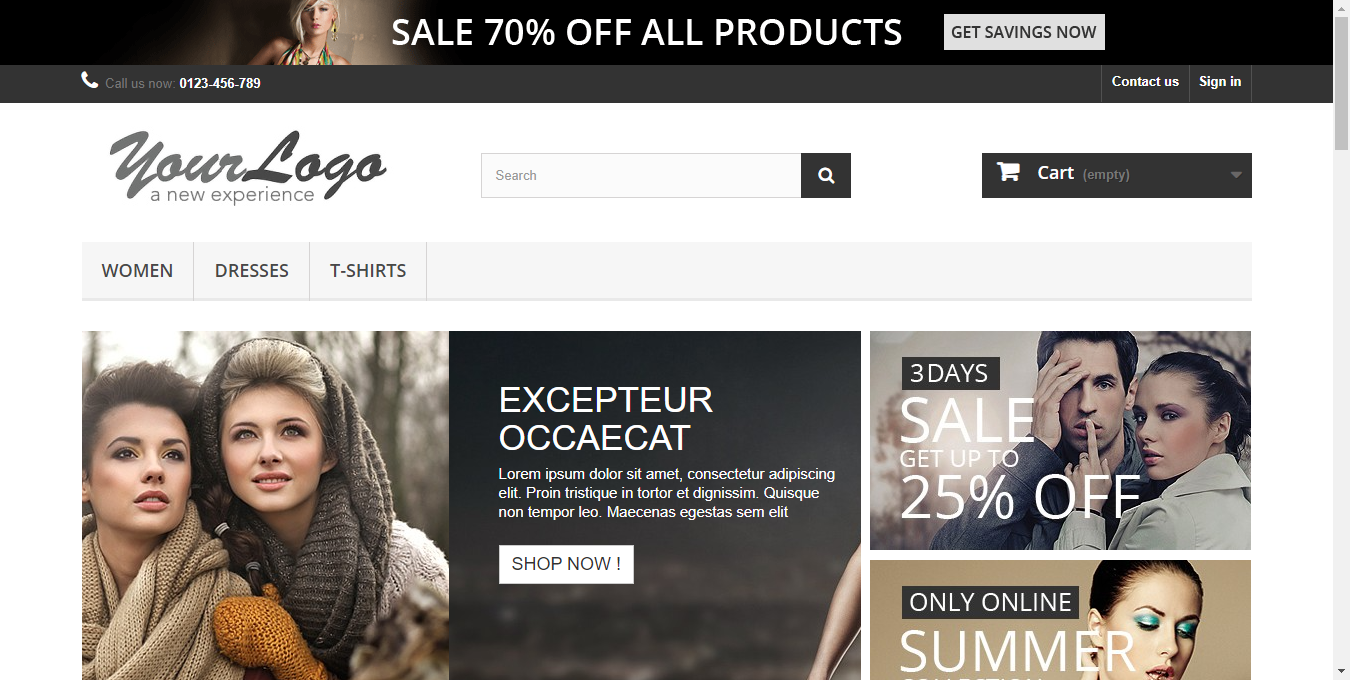 SALE 70% OFF ALL PRODUCTS
GET SAVINGS NOW
Call us now: 0123-456-789
Contact us
Sign in
YourLogo
a new experience
Search
Cart (empty)
WOMEN
DRESSES
T-SHIRTS
EXCEPTEUR
OCCAECAT
Lorem ipsum dolor sit amet, consectetur adipiscing
elit. Proin tristique in tortor et dignissim. Quisque
non tempor leo. Maecenas egestas sem elit
SHOP NOW !
3 DAYS
SALE
GET UP TO
25% OFF
ONLY ONLINE
SUMMER